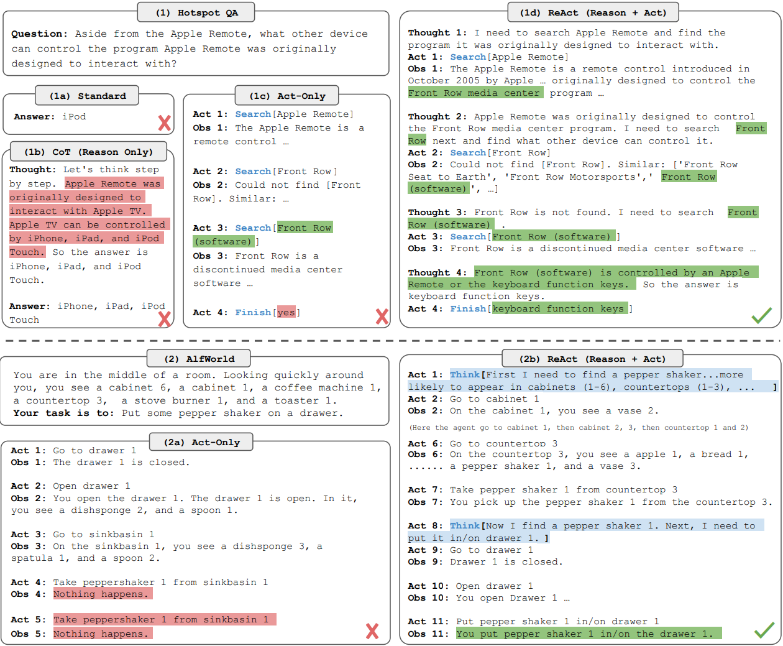 (1) Hotspot QA
Question: Aside from the Apple Remote, what other device
can control the program Apple Remote was originally
designed to interact with?
(1a) Standard
Answer: iPod
(1b) CoT (Reason Only)
Thought: Let's think step
by step. Apple Remote was
originally designed to
interact with Apple TV.
Apple TV can be controlled
by iPhone, iPad, and iPod
Touch. So the answer is
iPhone, iPad, and iPod
Touch.
Answer: iPhone, iPad, iPod
Touch
(1c) Act-Only
Act 1: Search[Apple Remote]
Obs 1: The Apple Remote is a
remote control …
Act 2: Search[Front Row]
Obs 2: Could not find [Front
Row]. Similar: …
Act 3: Search[Front Row
(software)]
Obs 3: Front Row is a
discontinued media center
software …
Act 4: Finish[yes]
(1d) ReAct (Reason + Act)
Thought 1: I need to search Apple Remote and find the
program it was originally designed to interact with.
Act 1: Search[Apple Remote]
Obs 1: The Apple Remote is a remote control introduced in
October 2005 by Apple … originally designed to control the
Front Row media center program …
Thought 2: Apple Remote was originally designed to control
the Front Row media center program. I need to search Front
Row next and find what other device can control it.
Act 2: Search[Front Row]
Obs 2: Could not find [Front Row]. Similar: ['Front Row
Seat to Earth', 'Front Row Motorsports',' Front Row
(software)', …]
Thought 3: Front Row is not found. I need to search Front
Row (software) .
Act 3: Search[Front Row (software)]
Obs 3: Front Row is a discontinued media center software …
Thought 4: Front Row (software) is controlled by an Apple
Remote or the keyboard function keys. So the answer is
keyboard function keys.
Act 4: Finish[keyboard function keys]
(2) AlfWorld
You are in the middle of a room. Looking quickly around
you, you see a cabinet 6, a cabinet 1, a coffee machine 1,
a countertop 3, a stove burner 1, and a toaster 1.
Your task is to: Put some pepper shaker on a drawer.
(2a) Act-Only
Act 1: Go to drawer 1
Obs 1: The drawer 1 is closed.
Act 2: Open drawer 1
Obs 2: You open the drawer 1. The drawer 1 is open. In it,
you see a dishsponge 2, and a spoon 1.
Act 3: Go to sinkbasin 1
Obs 3: On the sinkbasin 1, you see a dishsponge 3, a
spatula 1, and a spoon 2.
Act 4: Take peppershaker 1 from sinkbasin 1
Obs 4: Nothing happens.
Act 5: Take peppershaker 1 from sinkbasin 1
Obs 5: Nothing happens.
(2b) ReAct (Reason + Act)
Act 1: Think[First I need to find a pepper shaker...more
likely to appear in cabinets (1-6), countertops (1-3), ... ]
Act 2: Go to cabinet 1
Obs 2: On the cabinet 1, you see a vase 2.
(Here the agent go to cabinet 1, then cabinet 2, 3, then countertop 1 and 2)
Act 6: Go to countertop 3
Obs 6: On the countertop 3, you see a apple 1, a bread 1,
...... a pepper shaker 1, and a vase 3.
Act 7: Take pepper shaker 1 from countertop 3
Obs 7: You pick up the pepper shaker 1 from the countertop 3.
Act 8: Think[Now I find a pepper shaker 1. Next, I need to
put it in/on drawer 1. ]
Act 9: Go to drawer 1
Obs 9: Drawer 1 is closed.
Act 10: Open drawer 1
Obs 10: You open Drawer 1 …
Act 11: Put pepper shaker 1 in/on drawer 1
Obs 11: You put pepper shaker 1 in/on the drawer 1.